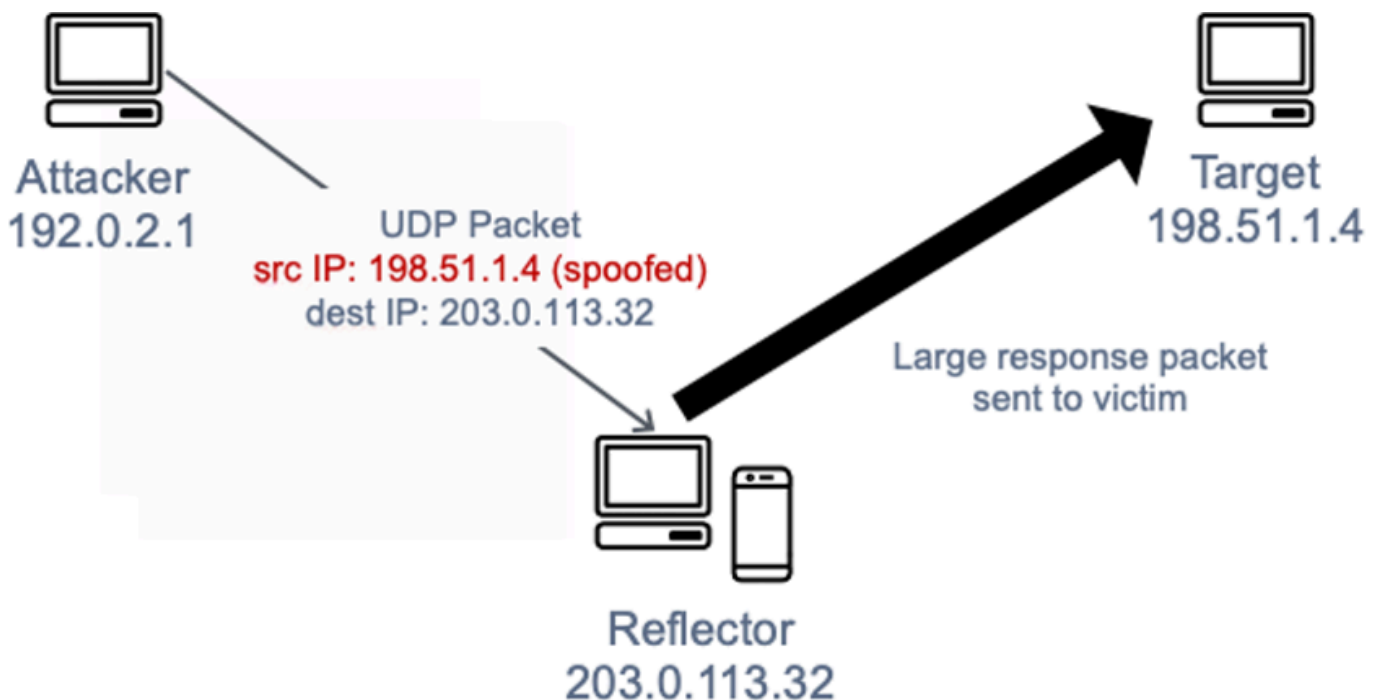 Attacker
192.0.2.1
UDP Packet
src IP: 198.51.1.4 (spoofed)
dest IP: 203.0.113.32
Target
198.51.1.4
Large response packet
sent to victim
Reflector
203.0.113.32